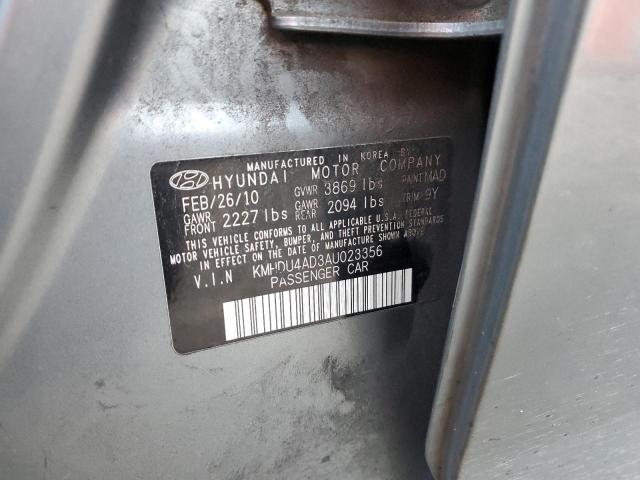 MANUFACTURED IN KOREA BY
HYUNDAI MOTOR COMPANY
FEB/26/10 GVWR 3869 lbs PAINT:MAD
GAWR FRONT 2227 lbs GAWR REAR 2094 lbs TRIM:9Y
THIS VEHICLE CONFORMS TO ALL APPLICABLE U.S.A. FEDERAL
MOTOR VEHICLE SAFETY, BUMPER, AND THEFT PREVENTION STANDARDS
IN EFFECT ON THE DATE OF MANUFACTURE SHOWN ABOVE
V.I.N KMHDU4AD3AU023356
PASSENGER CAR